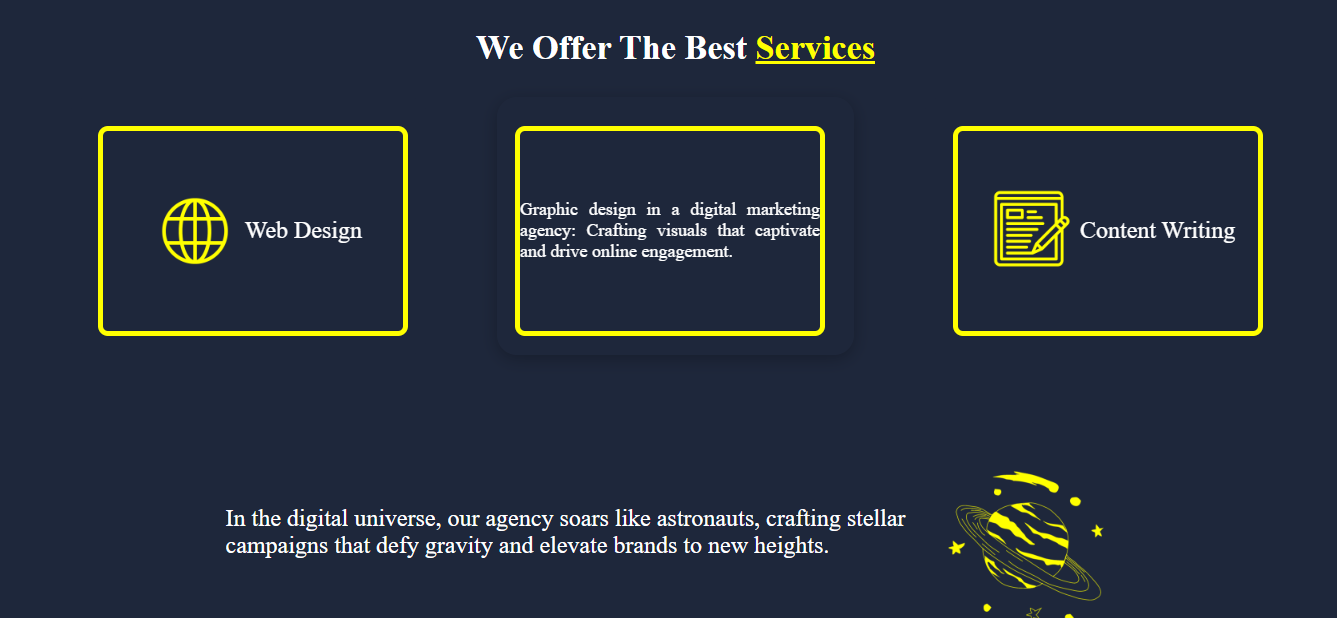 We Offer The Best Services
Web Design
Graphic design in a digital marketing
agency: Crafting visuals that captivate
and drive online engagement.
Content Writing
In the digital universe, our agency soars like astronauts, crafting stellar
campaigns that defy gravity and elevate brands to new heights.